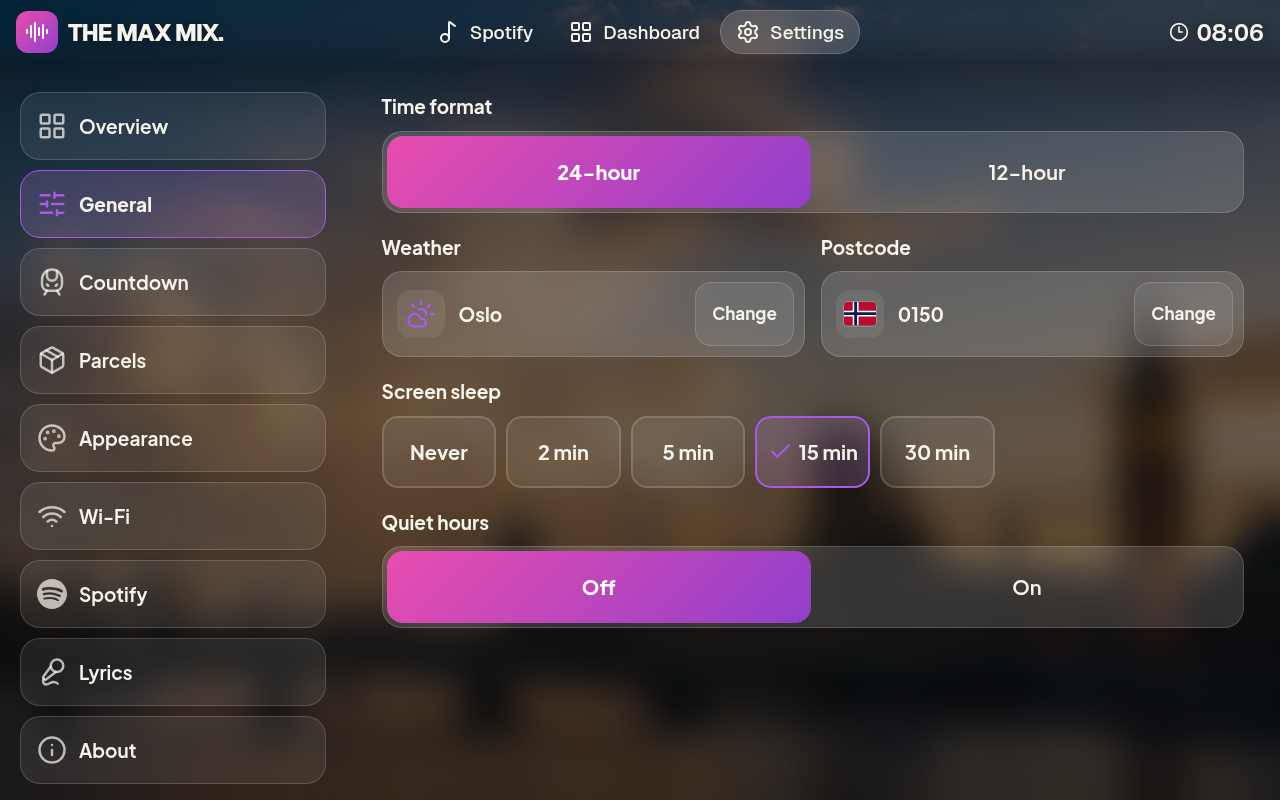 THE MAX MIX.
Spotify
Dashboard
Settings
08:06
Overview
General
Countdown
Parcels
Appearance
Wi-Fi
Spotify
Lyrics
About
Time format
24-hour
12-hour
Weather
Postcode
Oslo
Change
0150
Change
Screen sleep
Never
2 min
5 min
15 min
30 min
Quiet hours
Off
On